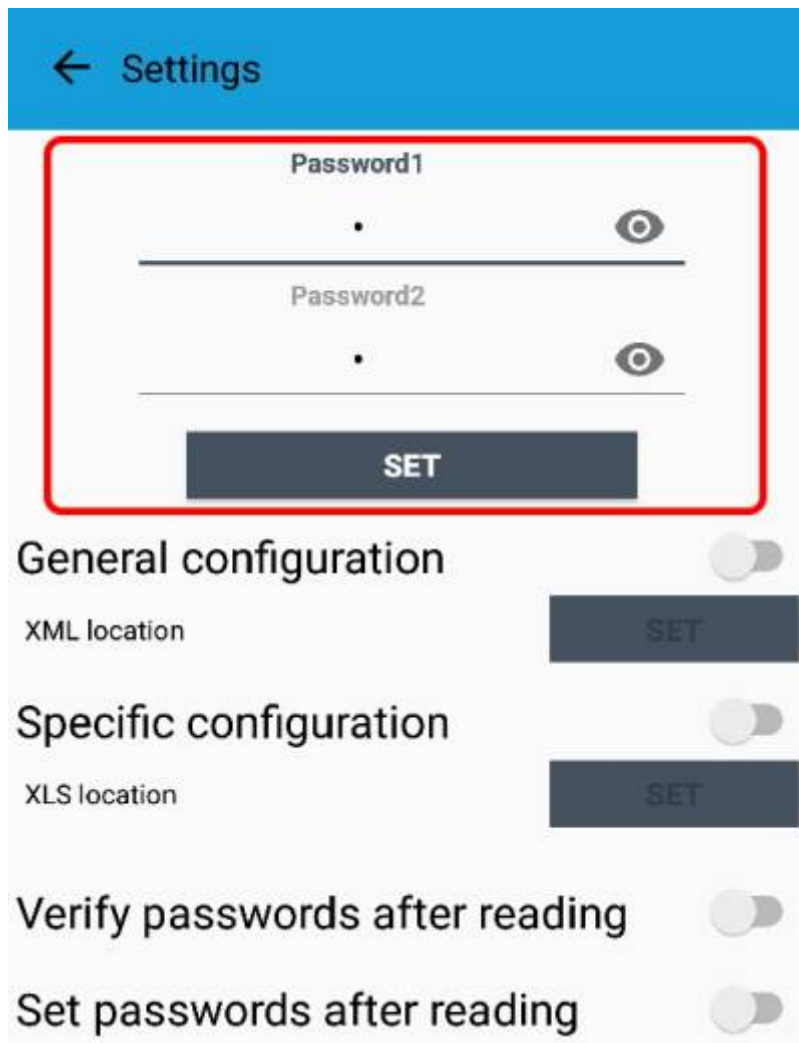 Settings
Password1
•
Password2
•
SET
General configuration
XML location
SET
Specific configuration
XLS location
SET
Verify passwords after reading
Set passwords after reading